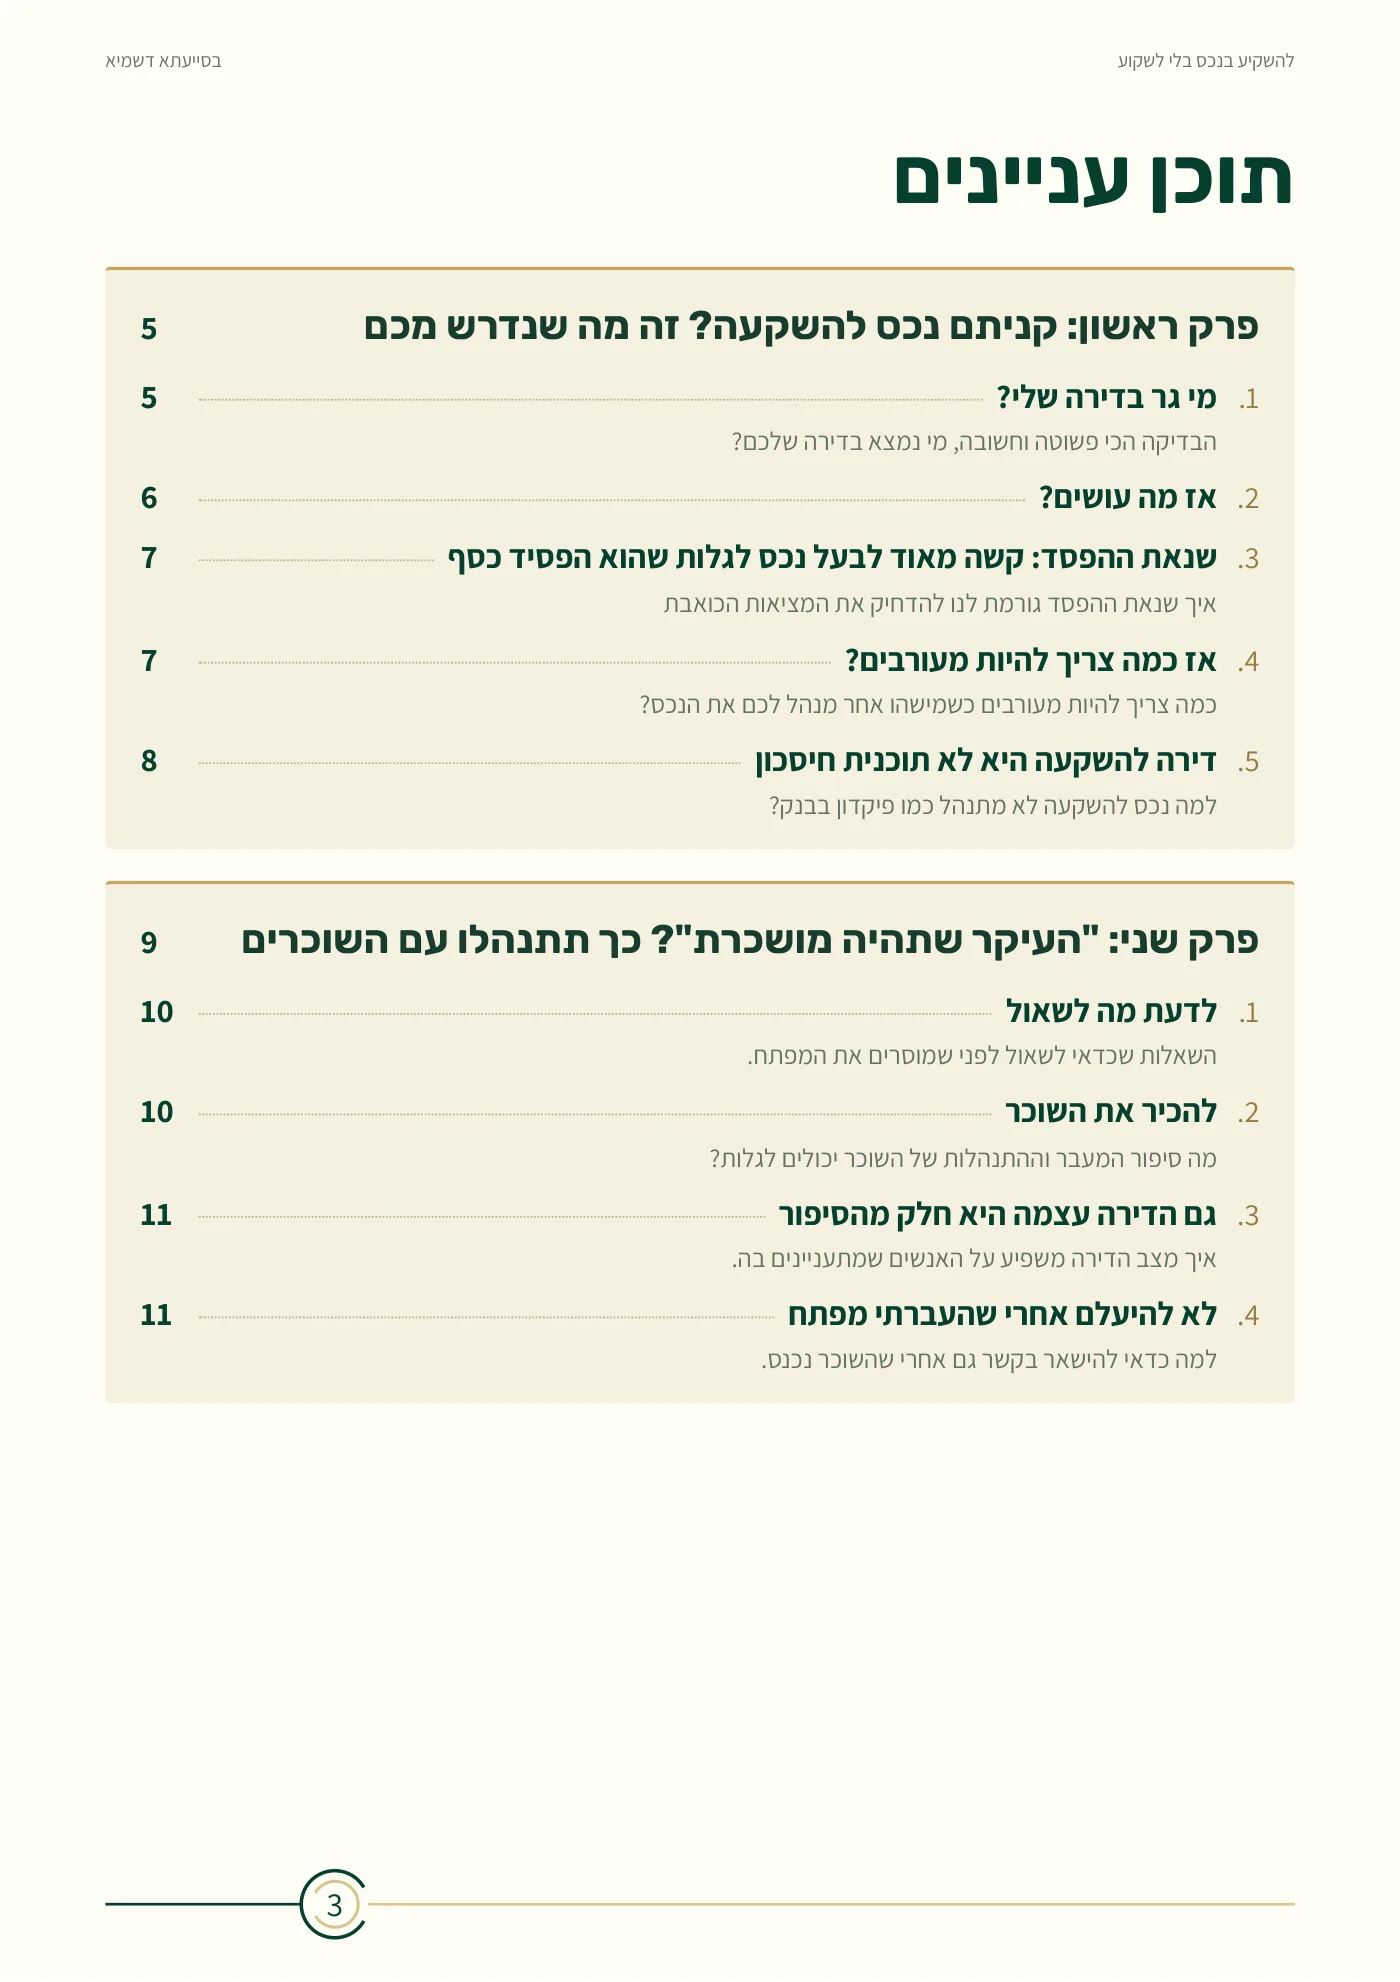 להשקיע בנכס בלי לשקוע
בסייעתא דשמיא
תוכן עניינים
פרק ראשון: קניתם נכס להשקעה? זה מה שנדרש מכם 5
1. מי גר בדירה שלי? 5
הבדיקה הכי פשוטה וחשובה, מי נמצא בדירה שלכם?
2. אז מה עושים? 6
3. שנאת ההפסד: קשה מאוד לבעל נכס לגלות שהוא הפסיד כסף 7
איך שנאת ההפסד גורמת לנו להדחיק את המציאות הכואבת
4. אז כמה צריך להיות מעורבים? 7
כמה צריך להיות מעורבים כשמישהו אחר מנהל לכם את הנכס?
5. דירה להשקעה היא לא תוכנית חיסכון 8
למה נכס להשקעה לא מתנהל כמו פיקדון בבנק?
פרק שני: "העיקר שתהיה מושכרת"? כך תתנהלו עם השוכרים 9
1. לדעת מה לשאול 10
השאלות שכדאי לשאול לפני שמוסרים את המפתח.
2. להכיר את השוכר 10
מה סיפור המעבר וההתנהלות של השוכר יכולים לגלות?
3. גם הדירה עצמה היא חלק מהסיפור 11
איך מצב הדירה משפיע על האנשים שמתעניינים בה.
4. לא להיעלם אחרי שהעברתי מפתח 11
למה כדאי להישאר בקשר גם אחרי שהשוכר נכנס.
3